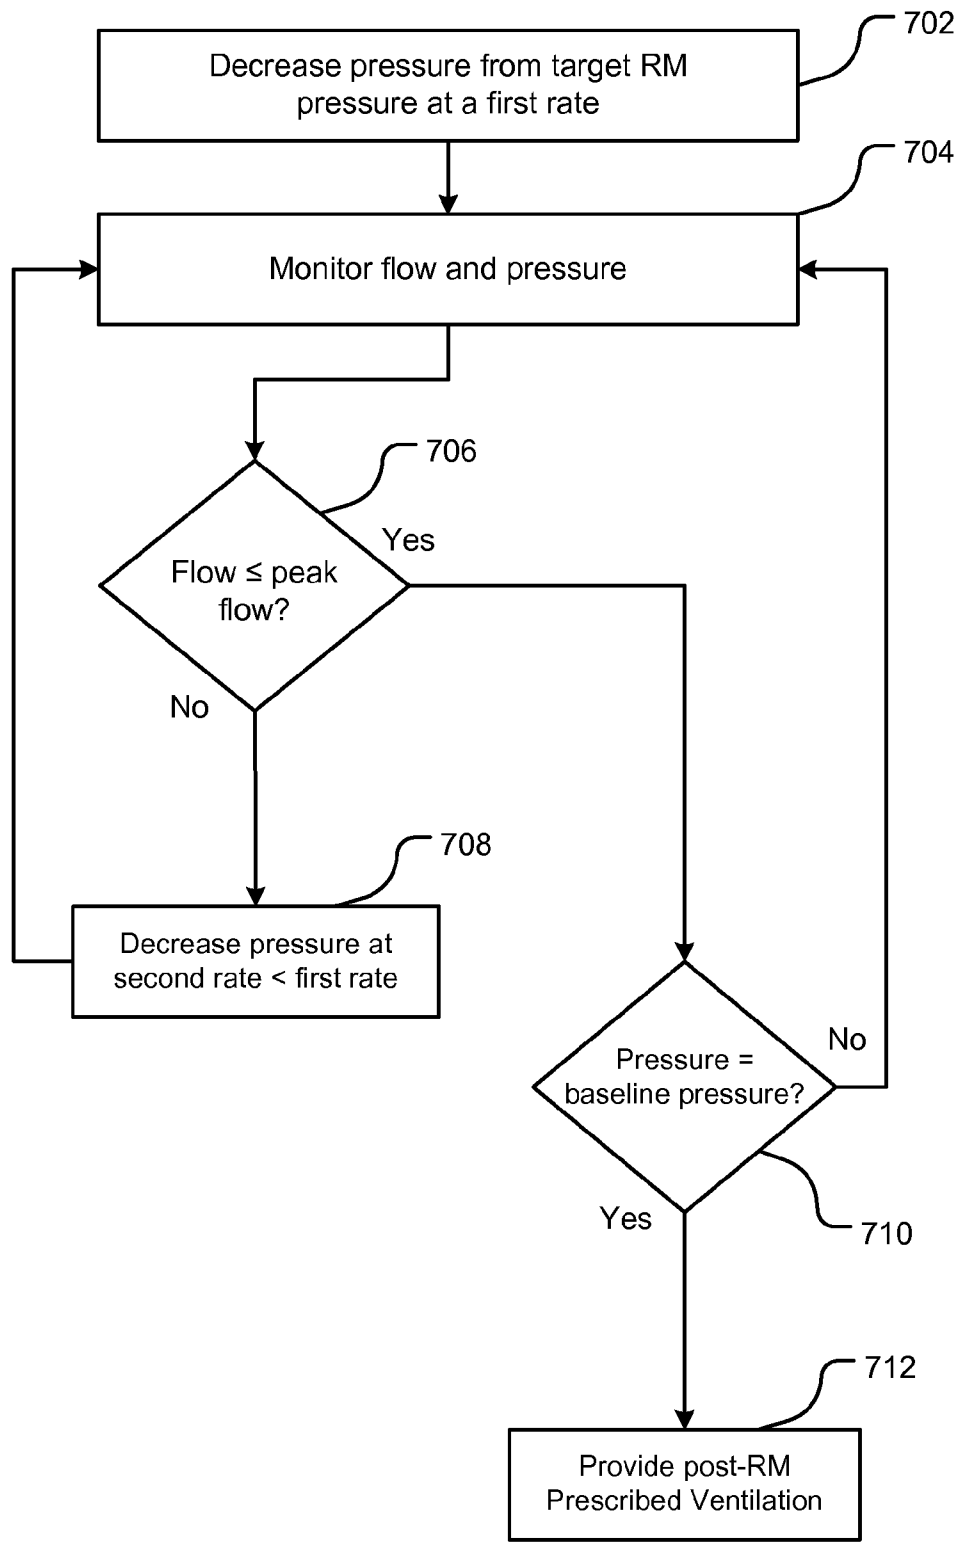 702
Decrease pressure from target RM
pressure at a first rate
704
Monitor flow and pressure
706
Yes
Flow ≤ peak
flow?
No
708
Decrease pressure at
second rate < first rate
No
Pressure =
baseline pressure?
Yes
710
712
Provide post-RM
Prescribed Ventilation